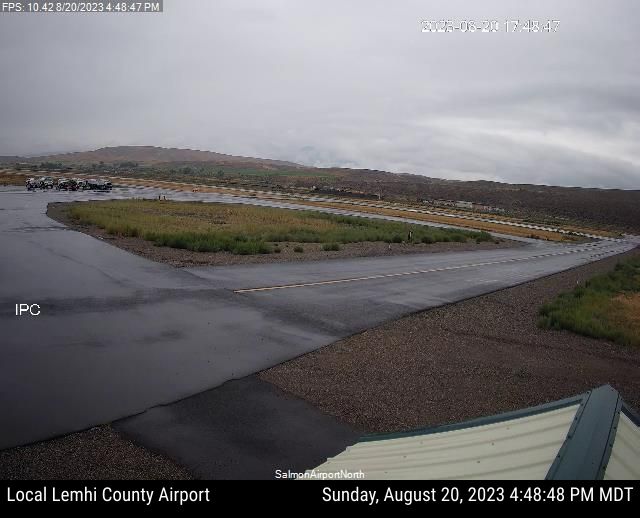 FPS: 10.42 8/20/2023 4:48:47 PM
2023-08-20 17:48:47
IPC
SalmonAirportNorth
Local Lemhi County Airport
Sunday, August 20, 2023 4:48:48 PM MDT